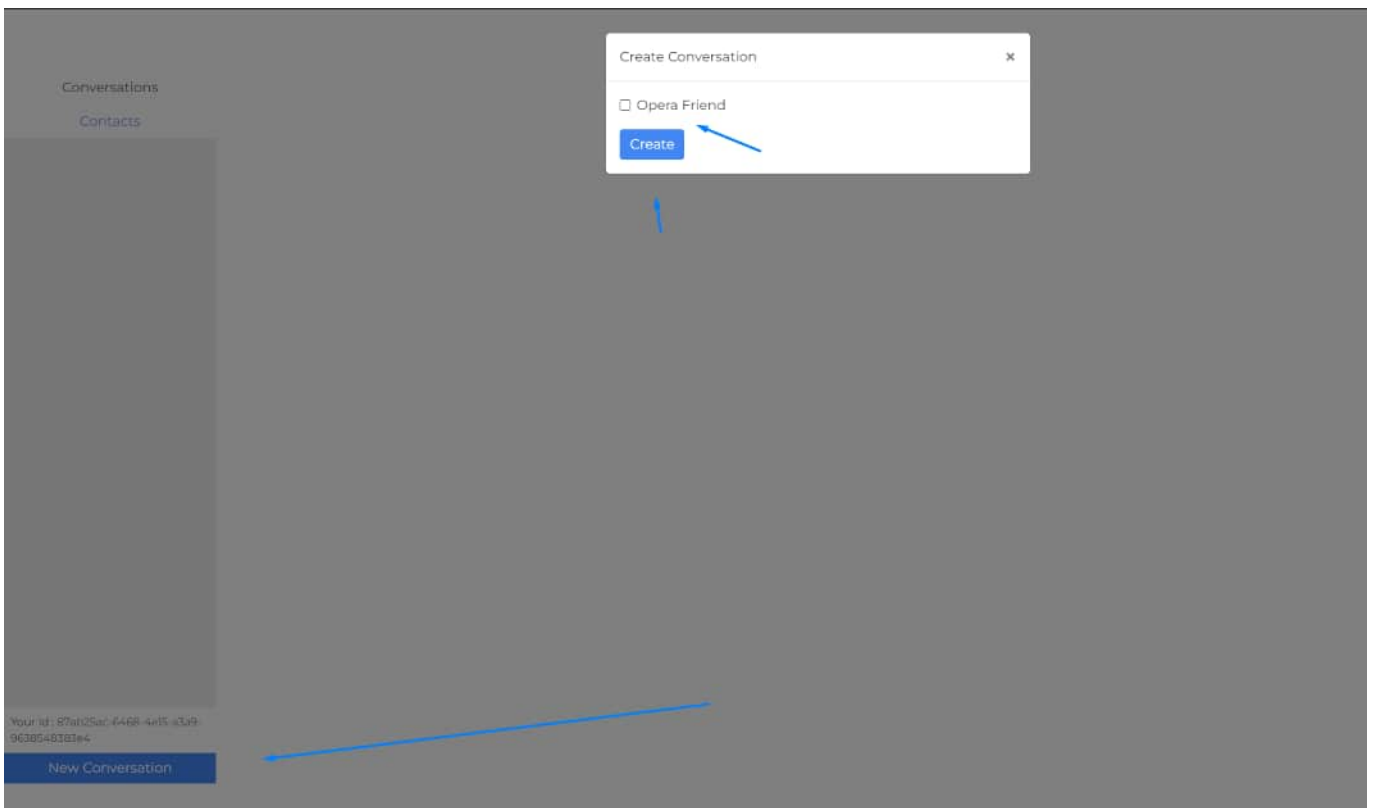 Create Conversation ×
Conversations
Opera Friend
Contacts
Create
Your Id: 87ab25ac-6468-4e15-a3a9-
9638548383e4
New Conversation